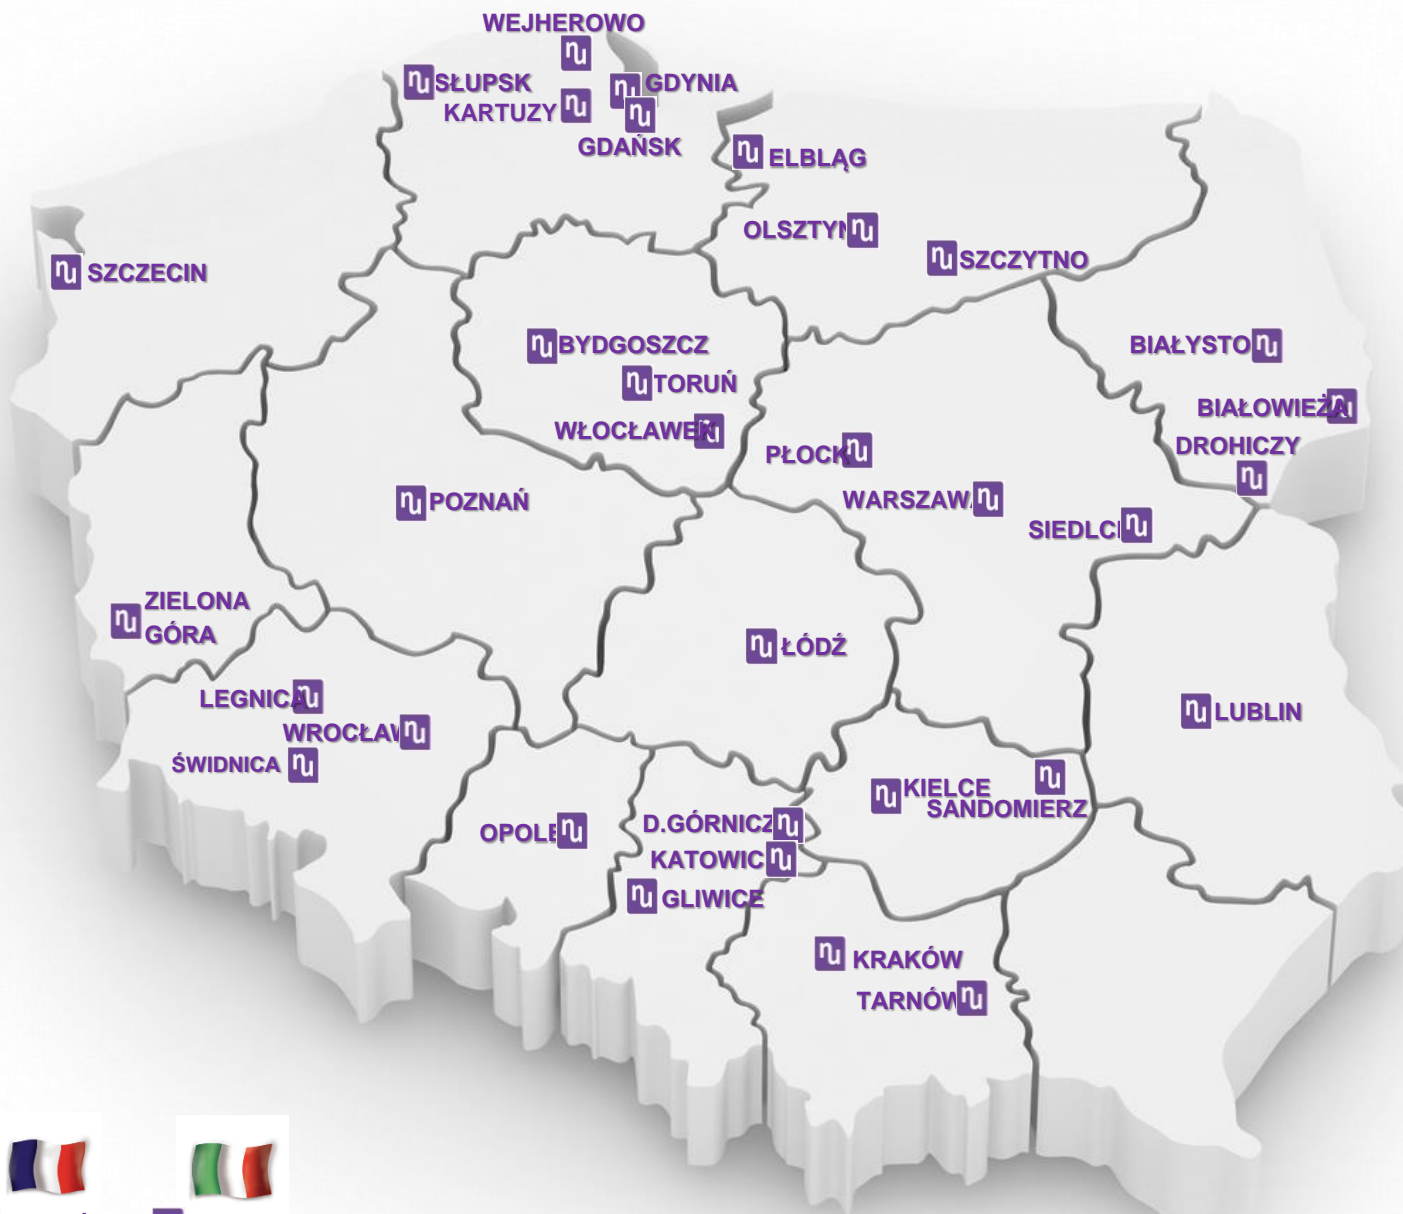 WEJHEROWO
SŁUPSK
GDYNIA
KARTUZY
GDAŃSK
ELBLĄG
OLSZTYN
SZCZYTNO
SZCZECIN
BYDGOSZCZ
BIAŁYSTO
TORUŃ
BIAŁOWIEŻA
WŁOCŁAWEK
DROHICZY
PŁOCK
POZNAŃ
WARSZAWA
SIEDLCE
ZIELONA
GÓRA
ŁÓDŹ
LEGNICA
LUBLIN
WROCŁAW
ŚWIDNICA
KIELCE
SANDOMIERZ
OPOLE
D.GÓRNICZ
KATOWIC
GLIWICE
KRAKÓW
TARNÓW